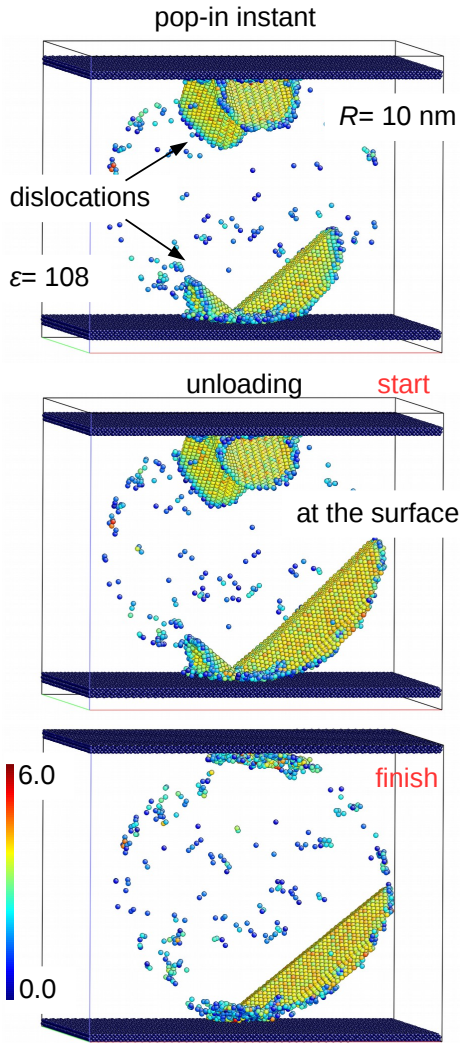 pop-in instant
R= 10 nm
dislocations
ε= 108
unloading
start
at the surface
finish
6.0
0.0